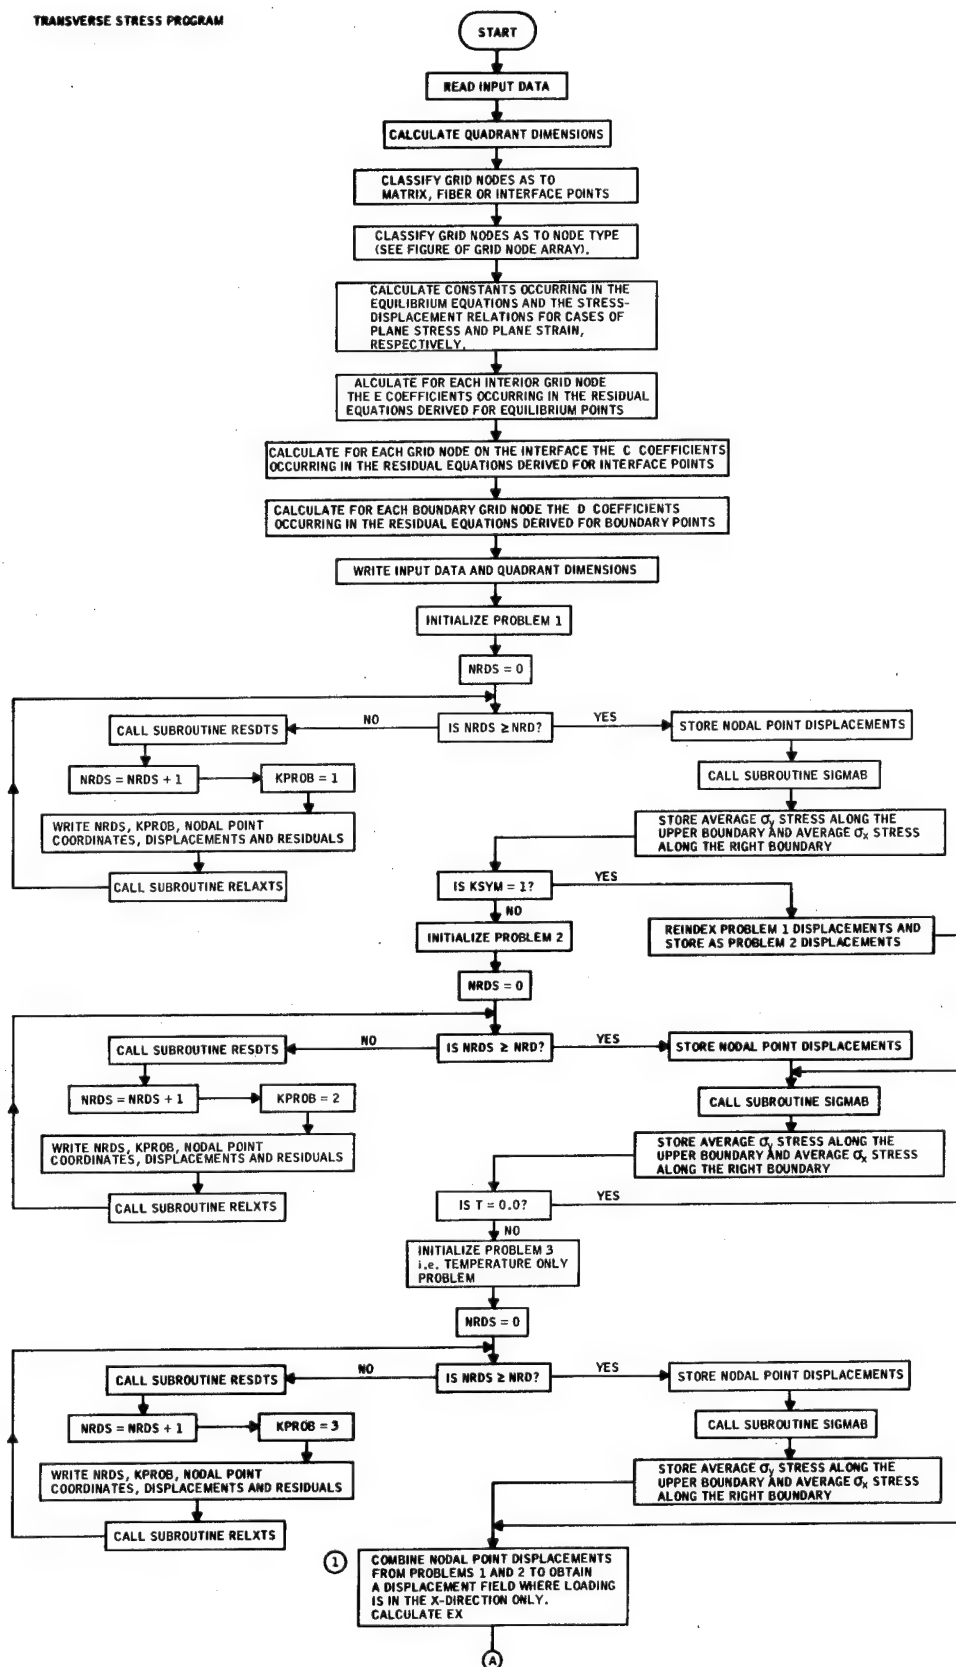 TRANSVERSE STRESS PROGRAM
START
READ INPUT DATA
CALCULATE QUADRANT DIMENSIONS
CLASSIFY GRID NODES AS TO
MATRIX, FIBER OR INTERFACE POINTS
CLASSIFY GRID NODES AS TO NODE TYPE
(SEE FIGURE OF GRID NODE ARRAY).
CALCULATE CONSTANTS OCCURRING IN THE
EQUILIBRIUM EQUATIONS AND THE STRESS-
DISPLACEMENT RELATIONS FOR CASES OF
PLANE STRESS AND PLANE STRAIN,
RESPECTIVELY.
ALCULATE FOR EACH INTERIOR GRID NODE
THE E COEFFICIENTS OCCURRING IN THE RESIDUAL
EQUATIONS DERIVED FOR EQUILIBRIUM POINTS
CALCULATE FOR EACH GRID NODE ON THE INTERFACE THE C COEFFICIENTS
OCCURRING IN THE RESIDUAL EQUATIONS DERIVED FOR INTERFACE POINTS
CALCULATE FOR EACH BOUNDARY GRID NODE THE D COEFFICIENTS
OCCURRING IN THE RESIDUAL EQUATIONS DERIVED FOR BOUNDARY POINTS
WRITE INPUT DATA AND QUADRANT DIMENSIONS
INITIALIZE PROBLEM 1
NRDS = 0
IS NRDS ≥ NRD?
NO
YES
CALL SUBROUTINE RESDTS
NRDS = NRDS + 1
KPROB = 1
WRITE NRDS, KPROB, NODAL POINT
COORDINATES, DISPLACEMENTS AND RESIDUALS
CALL SUBROUTINE RELAXTS
STORE NODAL POINT DISPLACEMENTS
CALL SUBROUTINE SIGMAB
STORE AVERAGE σy STRESS ALONG THE
UPPER BOUNDARY AND AVERAGE σx STRESS
ALONG THE RIGHT BOUNDARY
IS KSYM = 1?
YES
NO
REINDEX PROBLEM 1 DISPLACEMENTS AND
STORE AS PROBLEM 2 DISPLACEMENTS
INITIALIZE PROBLEM 2
NRDS = 0
IS NRDS ≥ NRD?
NO
YES
CALL SUBROUTINE RESDTS
NRDS = NRDS + 1
KPROB = 2
WRITE NRDS, KPROB, NODAL POINT
COORDINATES, DISPLACEMENTS AND RESIDUALS
CALL SUBROUTINE RELXTS
STORE NODAL POINT DISPLACEMENTS
CALL SUBROUTINE SIGMAB
STORE AVERAGE σy STRESS ALONG THE
UPPER BOUNDARY AND AVERAGE σx STRESS
ALONG THE RIGHT BOUNDARY
IS T = 0.0?
YES
NO
INITIALIZE PROBLEM 3
i.e. TEMPERATURE ONLY
PROBLEM
NRDS = 0
IS NRDS ≥ NRD?
NO
YES
CALL SUBROUTINE RESDTS
NRDS = NRDS + 1
KPROB = 3
WRITE NRDS, KPROB, NODAL POINT
COORDINATES, DISPLACEMENTS AND RESIDUALS
CALL SUBROUTINE RELXTS
STORE NODAL POINT DISPLACEMENTS
CALL SUBROUTINE SIGMAB
STORE AVERAGE σy STRESS ALONG THE
UPPER BOUNDARY AND AVERAGE σx STRESS
ALONG THE RIGHT BOUNDARY
1
COMBINE NODAL POINT DISPLACEMENTS
FROM PROBLEMS 1 AND 2 TO OBTAIN
A DISPLACEMENT FIELD WHERE LOADING
IS IN THE X-DIRECTION ONLY.
CALCULATE EX
A